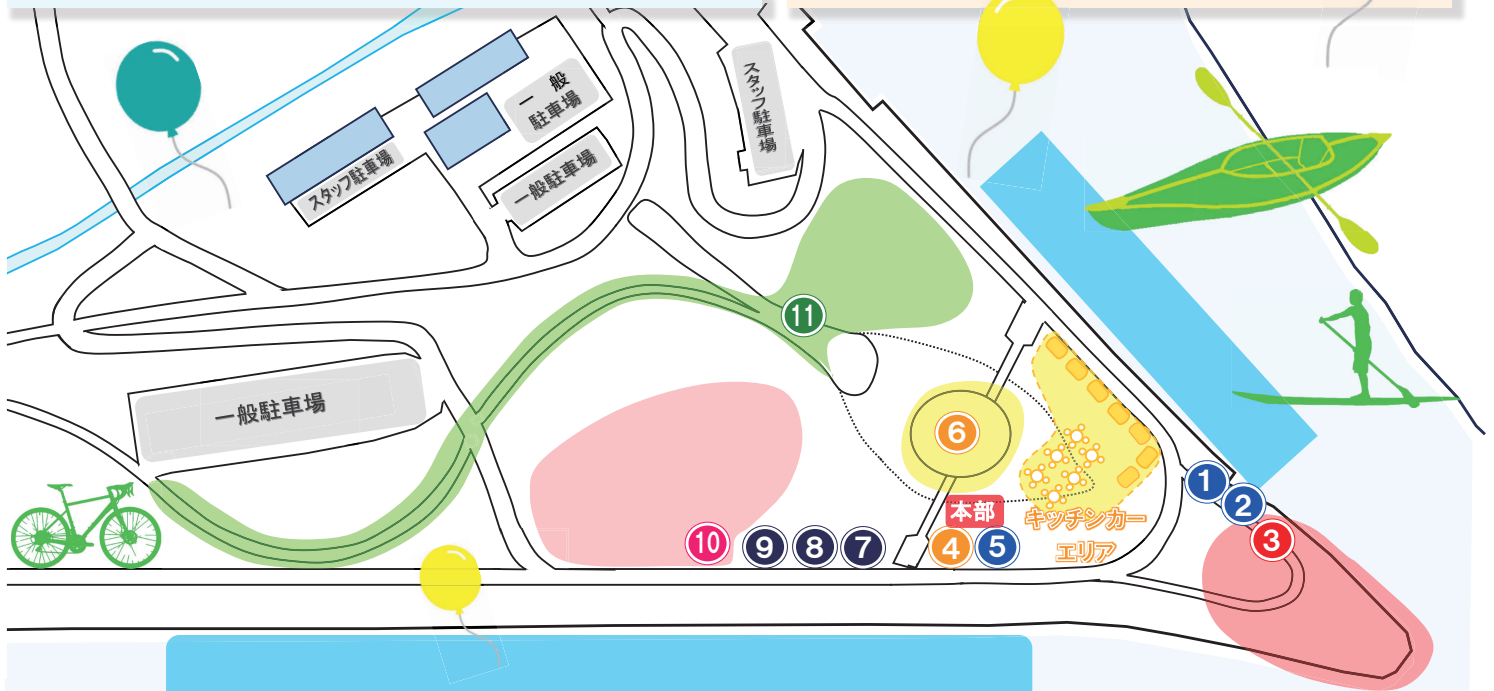 スタッフ駐車場
一般
駐車場
スタッフ駐車場
一般駐車場
11
一般駐車場
6
1
2
本部
キッチンカー
エリア
3
10
9
8
7
4
5